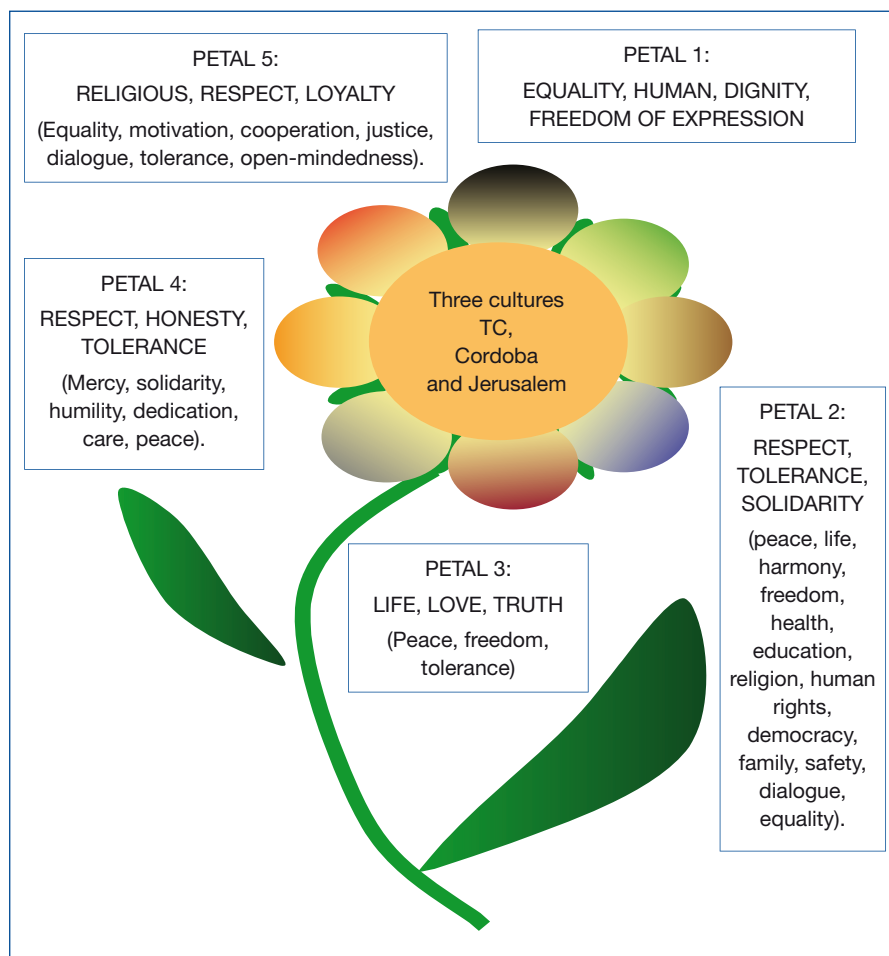 PETAL 5:
RELIGIOUS, RESPECT, LOYALTY
(Equality, motivation, cooperation, justice,
dialogue, tolerance, open-mindedness).
PETAL 1:
EQUALITY, HUMAN, DIGNITY,
FREEDOM OF EXPRESSION
PETAL 4:
RESPECT, HONESTY,
TOLERANCE
(Mercy, solidarity,
humility, dedication,
care, peace).
Three cultures
TC,
Cordoba
and Jerusalem
PETAL 2:
RESPECT,
TOLERANCE,
SOLIDARITY
(peace, life,
harmony,
freedom,
health,
education,
religion, human
rights,
democracy,
family, safety,
dialogue,
equality).
PETAL 3:
LIFE, LOVE, TRUTH
(Peace, freedom,
tolerance)